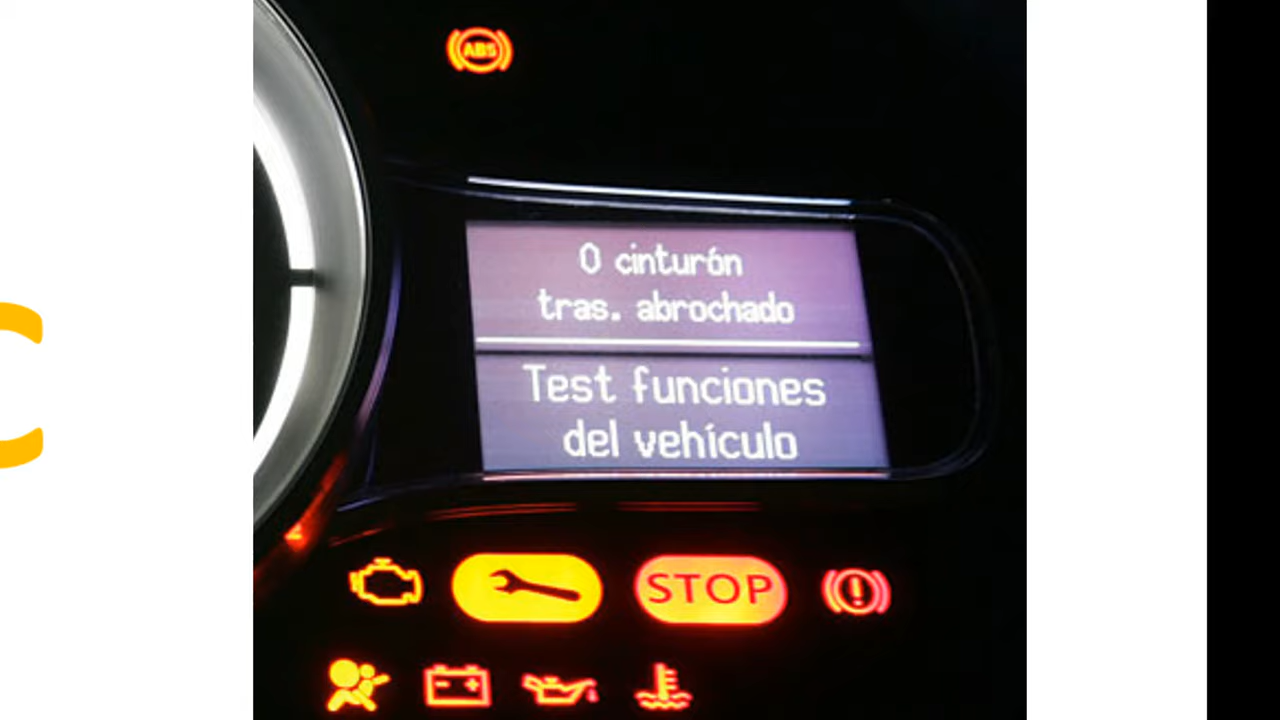 ABS
0 cinturón
tras. abrochado
Test funciones
del vehículo
STOP